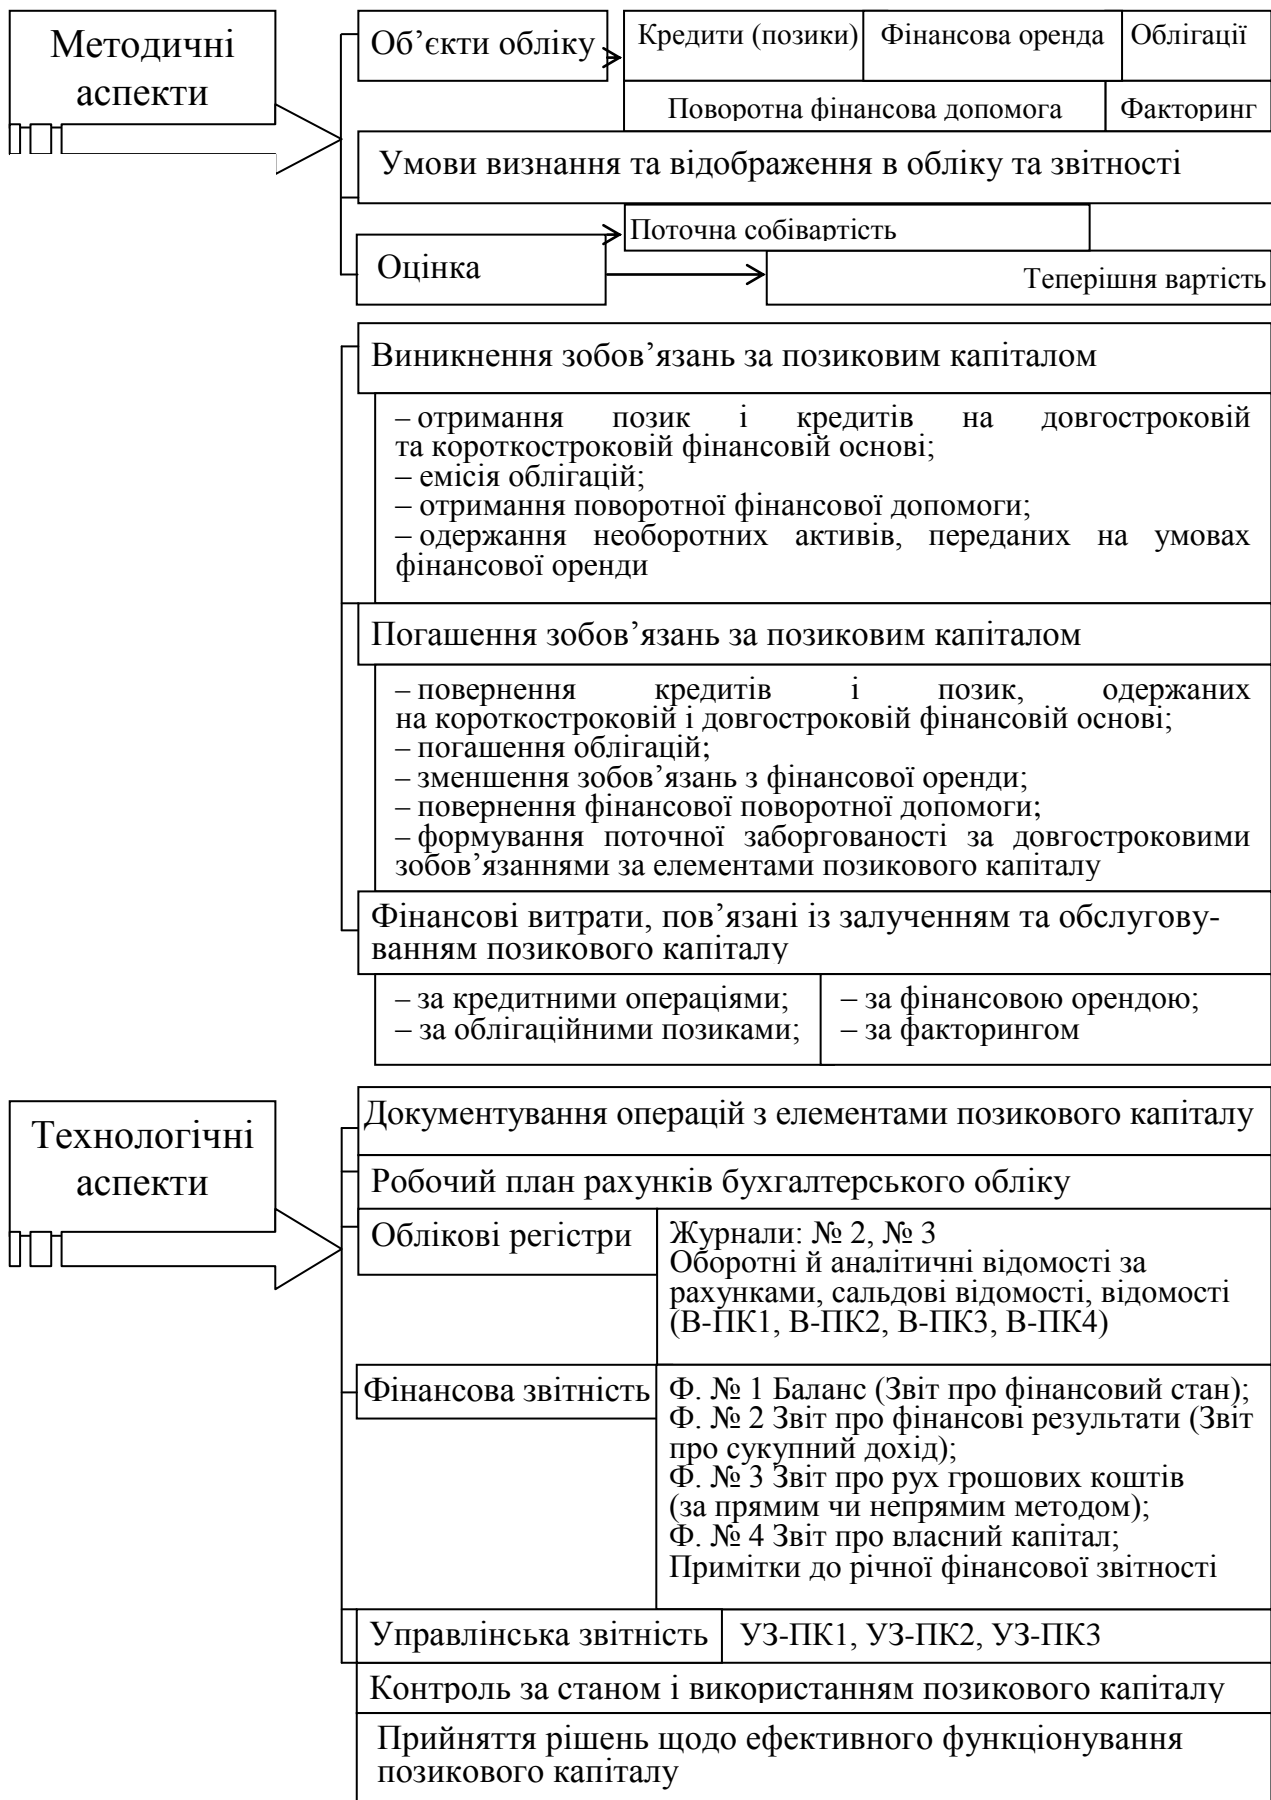 Методичні
аспекти
Об’єкти обліку
Кредити (позики)
Фінансова оренда
Облігації
Поворотна фінансова допомога
Факторинг
Умови визнання та відображення в обліку та звітності
Оцінка
Поточна собівартість
Теперішня вартість
Виникнення зобов’язань за позиковим капіталом
– отримання позик і кредитів на довгостроковій
та короткостроковій фінансовій основі;
– емісія облігацій;
– отримання поворотної фінансової допомоги;
– одержання необоротних активів, переданих на умовах
фінансової оренди
Погашення зобов’язань за позиковим капіталом
– повернення кредитів і позик, одержаних
на короткостроковій і довгостроковій фінансовій основі;
– погашення облігацій;
– зменшення зобов’язань з фінансової оренди;
– повернення фінансової поворотної допомоги;
– формування поточної заборгованості за довгостроковими
зобов’язаннями за елементами позикового капіталу
Фінансові витрати, пов’язані із залученням та обслугову-
ванням позикового капіталу
– за кредитними операціями;
– за облігаційними позиками;
– за фінансовою орендою;
– за факторингом
Технологічні
аспекти
Документування операцій з елементами позикового капіталу
Робочий план рахунків бухгалтерського обліку
Облікові регістри
Журнали: № 2, № 3
Оборотні й аналітичні відомості за
рахунками, сальдові відомості, відомості
(В-ПК1, В-ПК2, В-ПК3, В-ПК4)
Фінансова звітність
Ф. № 1 Баланс (Звіт про фінансовий стан);
Ф. № 2 Звіт про фінансові результати (Звіт
про сукупний дохід);
Ф. № 3 Звіт про рух грошових коштів
(за прямим чи непрямим методом);
Ф. № 4 Звіт про власний капітал;
Примітки до річної фінансової звітності
Управлінська звітність
УЗ-ПК1, УЗ-ПК2, УЗ-ПК3
Контроль за станом і використанням позикового капіталу
Прийняття рішень щодо ефективного функціонування
позикового капіталу